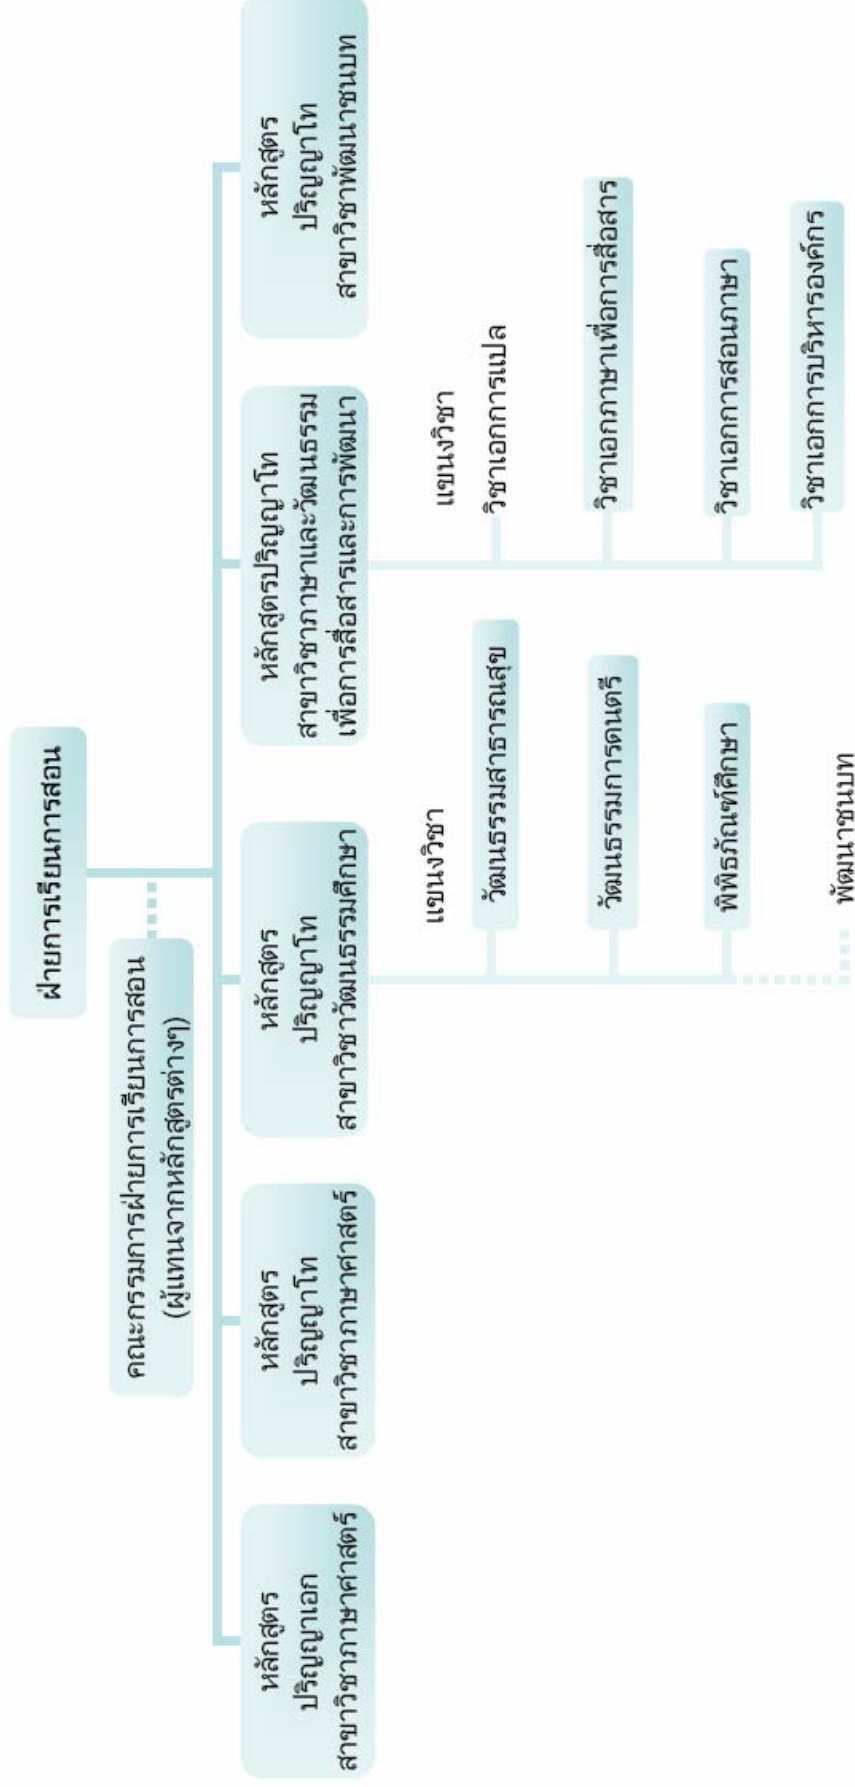 ฝ่ายการเรียนการสอน
คณะกรรมการฝ่ายการเรียนการสอน
(ผู้แทนจากหลักสูตรต่างๆ)
หลักสูตร
ปริญญาเอก
สาขาวิชาภาษาศาสตร์
หลักสูตร
ปริญญาโท
สาขาวิชาภาษาศาสตร์
หลักสูตร
ปริญญาโท
สาขาวิชาวัฒนธรรมศึกษา
แขนงวิชา
วัฒนธรรมสาธารณสุข
วัฒนธรรมการดนตรี
พิพิธภัณฑ์ศึกษา
พัฒนาชนบท
หลักสูตรปริญญาโท
สาขาวิชาภาษาและวัฒนธรรม
เพื่อการสื่อสารและการพัฒนา
แขนงวิชา
วิชาเอกการแปล
วิชาเอกภาษาเพื่อการสื่อสาร
วิชาเอกการสอนภาษา
วิชาเอกการบริหารองค์กร
หลักสูตร
ปริญญาโท
สาขาวิชาพัฒนาชนบท